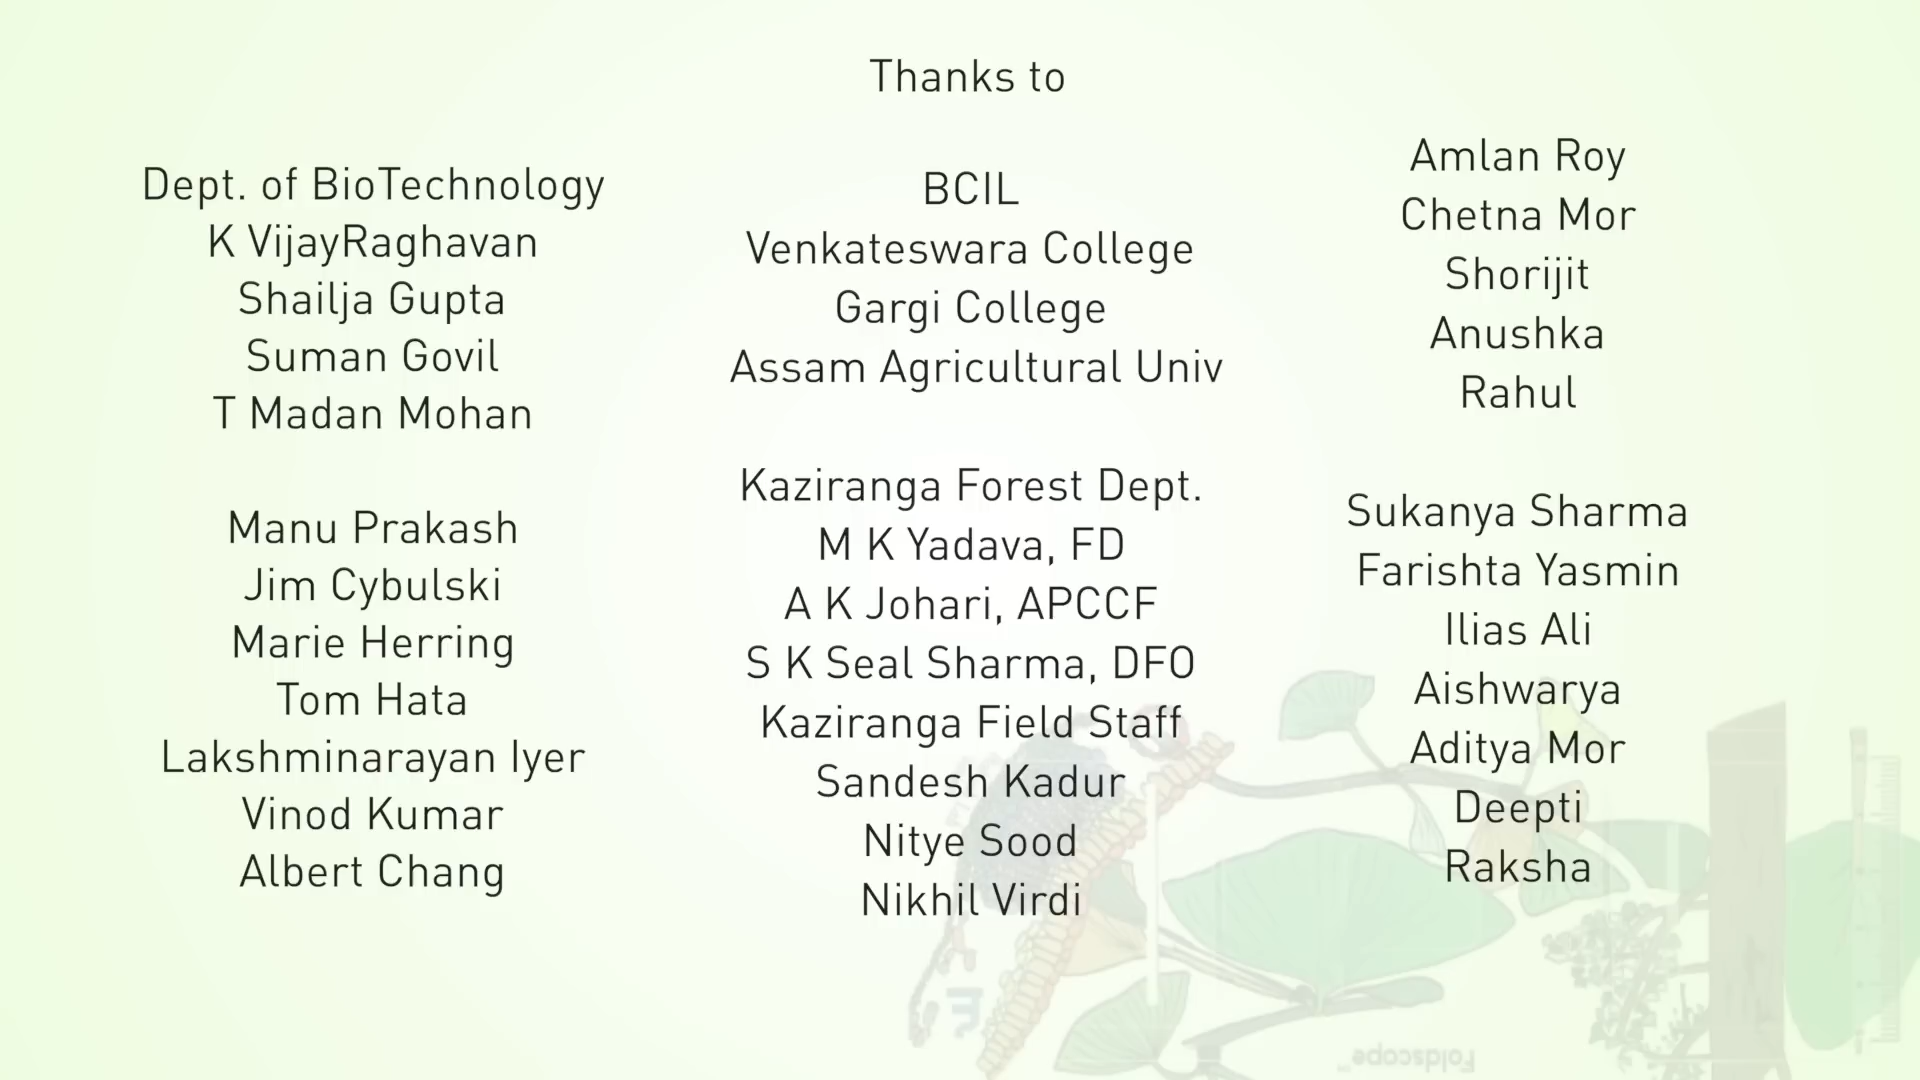 Thanks to
Dept. of BioTechnology
K VijayRaghavan
Shailja Gupta
Suman Govil
T Madan Mohan
Manu Prakash
Jim Cybulski
Marie Herring
Tom Hata
Lakshminarayan Iyer
Vinod Kumar
Albert Chang
BCIL
Venkateswara College
Gargi College
Assam Agricultural Univ
Kaziranga Forest Dept.
M K Yadava, FD
A K Johari, APCCF
S K Seal Sharma, DFO
Kaziranga Field Staff
Sandesh Kadur
Nitye Sood
Nikhil Virdi
Amlan Roy
Chetna Mor
Shorijit
Anushka
Rahul
Sukanya Sharma
Farishta Yasmin
Ilias Ali
Aishwarya
Aditya Mor
Deepti
Raksha
Foldscope™